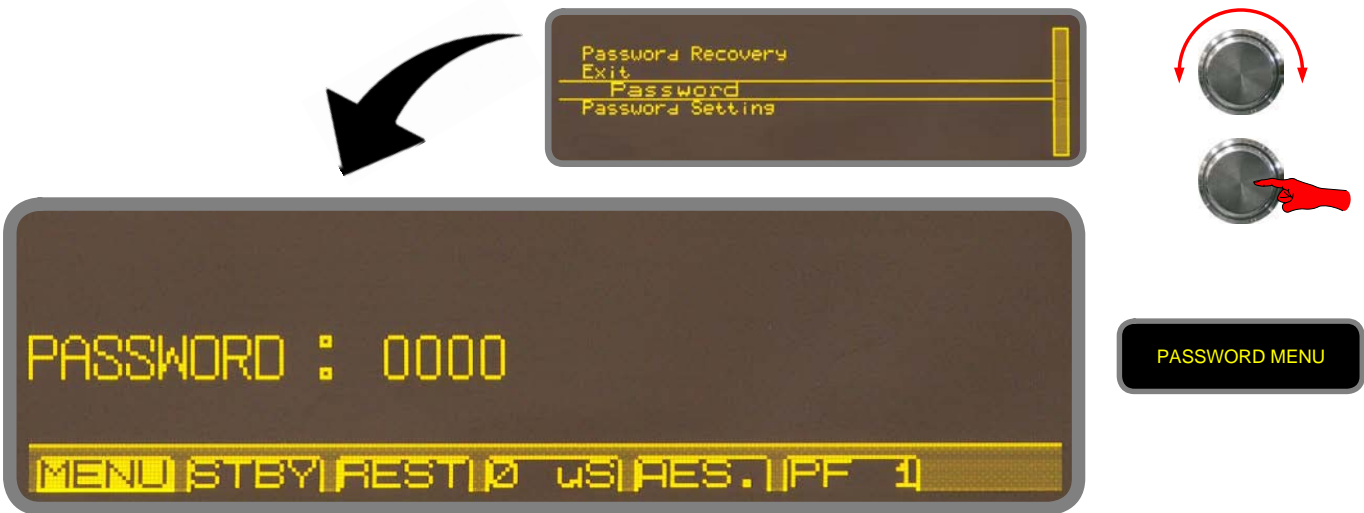 Password Recovery
Exit
Password
Password Setting
PASSWORD : 0000
PASSWORD MENU
MENU STBY REST 0 uS AES. PF 1